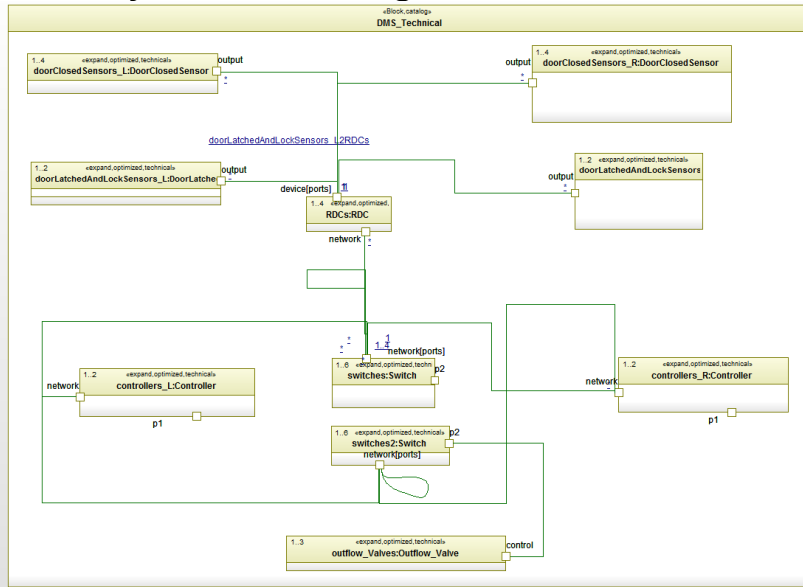 «Block,catalog»
DMS_Technical
1..4 «expand,optimized,technical»
doorClosedSensors_L:DoorClosedSensor
output
*
1..4 «expand,optimized,technical»
doorClosedSensors_R:DoorClosedSensor
output
*
doorLatchedAndLockSensors_L2RDCs
1..2 «expand,optimized,technical»
doorLatchedAndLockSensors_L:DoorLatche
output
*
1..2 «expand,optimized,technical»
doorLatchedAndLockSensors
output
*
device[ports]
1
1..4 «expand,optimized,
RDCs:RDC
network
*
*
*
1
1..4
network[ports]
1..6 «expand,optimized,techn
switches:Switch
p2
1..2 «expand,optimized,technical»
controllers_L:Controller
network
p1
1..2 «expand,optimized,technical»
controllers_R:Controller
network
p1
1..6 «expand,optimized,technical»
switches2:Switch
p2
network[ports]
1..3 «expand,optimized,technical»
outflow_Valves:Outflow_Valve
control